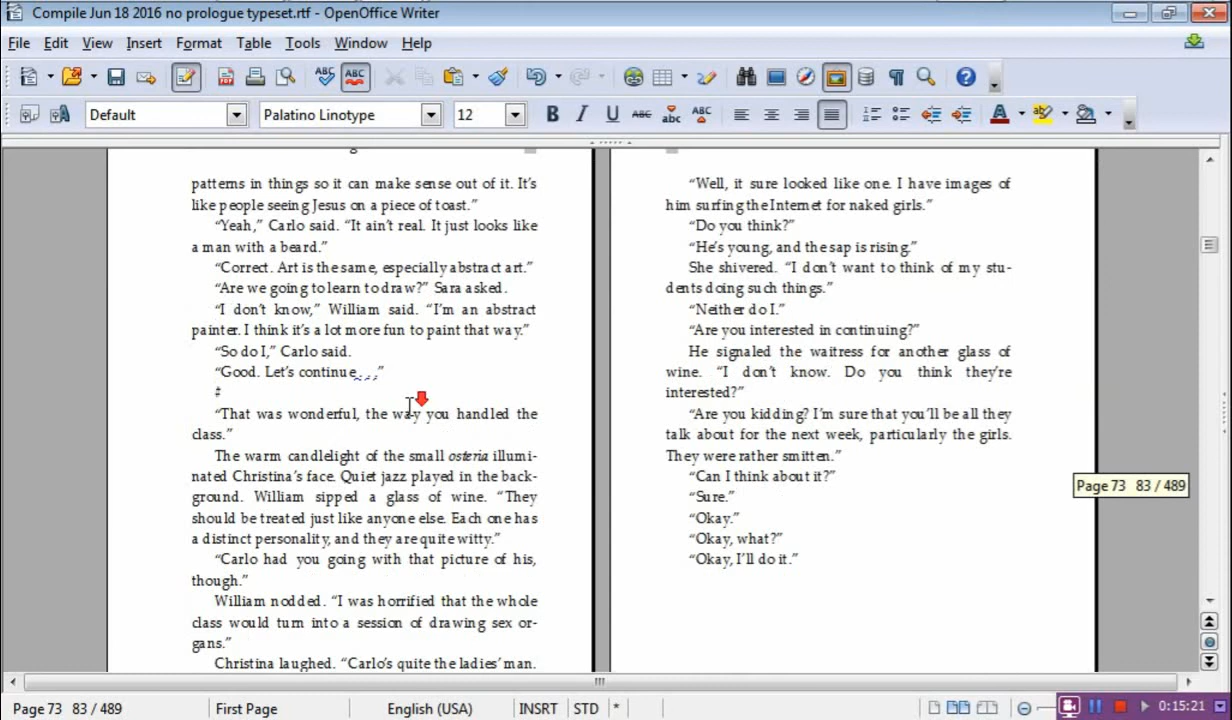 Compile Jun 18 2016 no prologue typeset.rtf - OpenOffice Writer
File Edit View Insert Format Table Tools Window Help
Default Palatino Linotype 12
patterns in things so it can make sense out of it. It's
like people seeing Jesus on a piece of toast.”
“Yeah,” Carlo said. “It ain't real. It just looks like
a man with a beard.”
“Correct. Art is the same, especially abstract art.”
“Are we going to learn to draw?” Sara asked.
“I don't know,” William said. “I'm an abstract
painter. I think it's a lot more fun to paint that way.”
“So do I,” Carlo said.
“Good. Let's continue . . .”
‡
“That was wonderful, the way you handled the
class.”
The warm candlelight of the small osteria illumi-
nated Christina's face. Quiet jazz played in the back-
ground. William sipped a glass of wine. “They
should be treated just like anyone else. Each one has
a distinct personality, and they are quite witty.”
“Carlo had you going with that picture of his,
though.”
William nodded. “I was horrified that the whole
class would turn into a session of drawing sex or-
gans.”
Christina laughed. “Carlo's quite the ladies' man.
“Well, it sure looked like one. I have images of
him surfing the Internet for naked girls.”
“Do you think?”
“He's young, and the sap is rising.”
She shivered. “I don't want to think of my stu-
dents doing such things.”
“Neither do I.”
“Are you interested in continuing?”
He signaled the waitress for another glass of
wine. “I don't know. Do you think they're
interested?”
“Are you kidding? I'm sure that you'll be all they
talk about for the next week, particularly the girls.
They were rather smitten.”
“Can I think about it?”
“Sure.”
“Okay.”
“Okay, what?”
“Okay, I'll do it.”
Page 73 83 / 489
Page 73 83 / 489 First Page English (USA) INSRT STD * 0:15:21